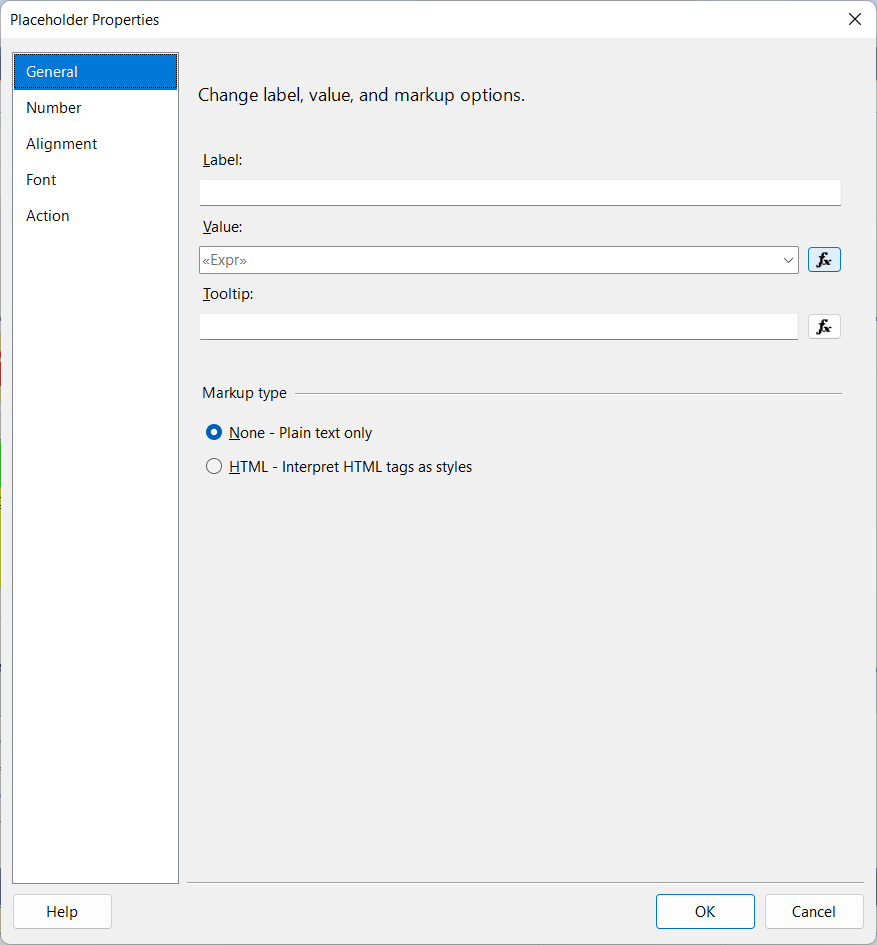 Placeholder Properties
General
Number
Alignment
Font
Action
Change label, value, and markup options.
Label:
Value:
«Expr»
fx
Tooltip:
fx
Markup type
None - Plain text only
HTML - Interpret HTML tags as styles
Help
OK
Cancel